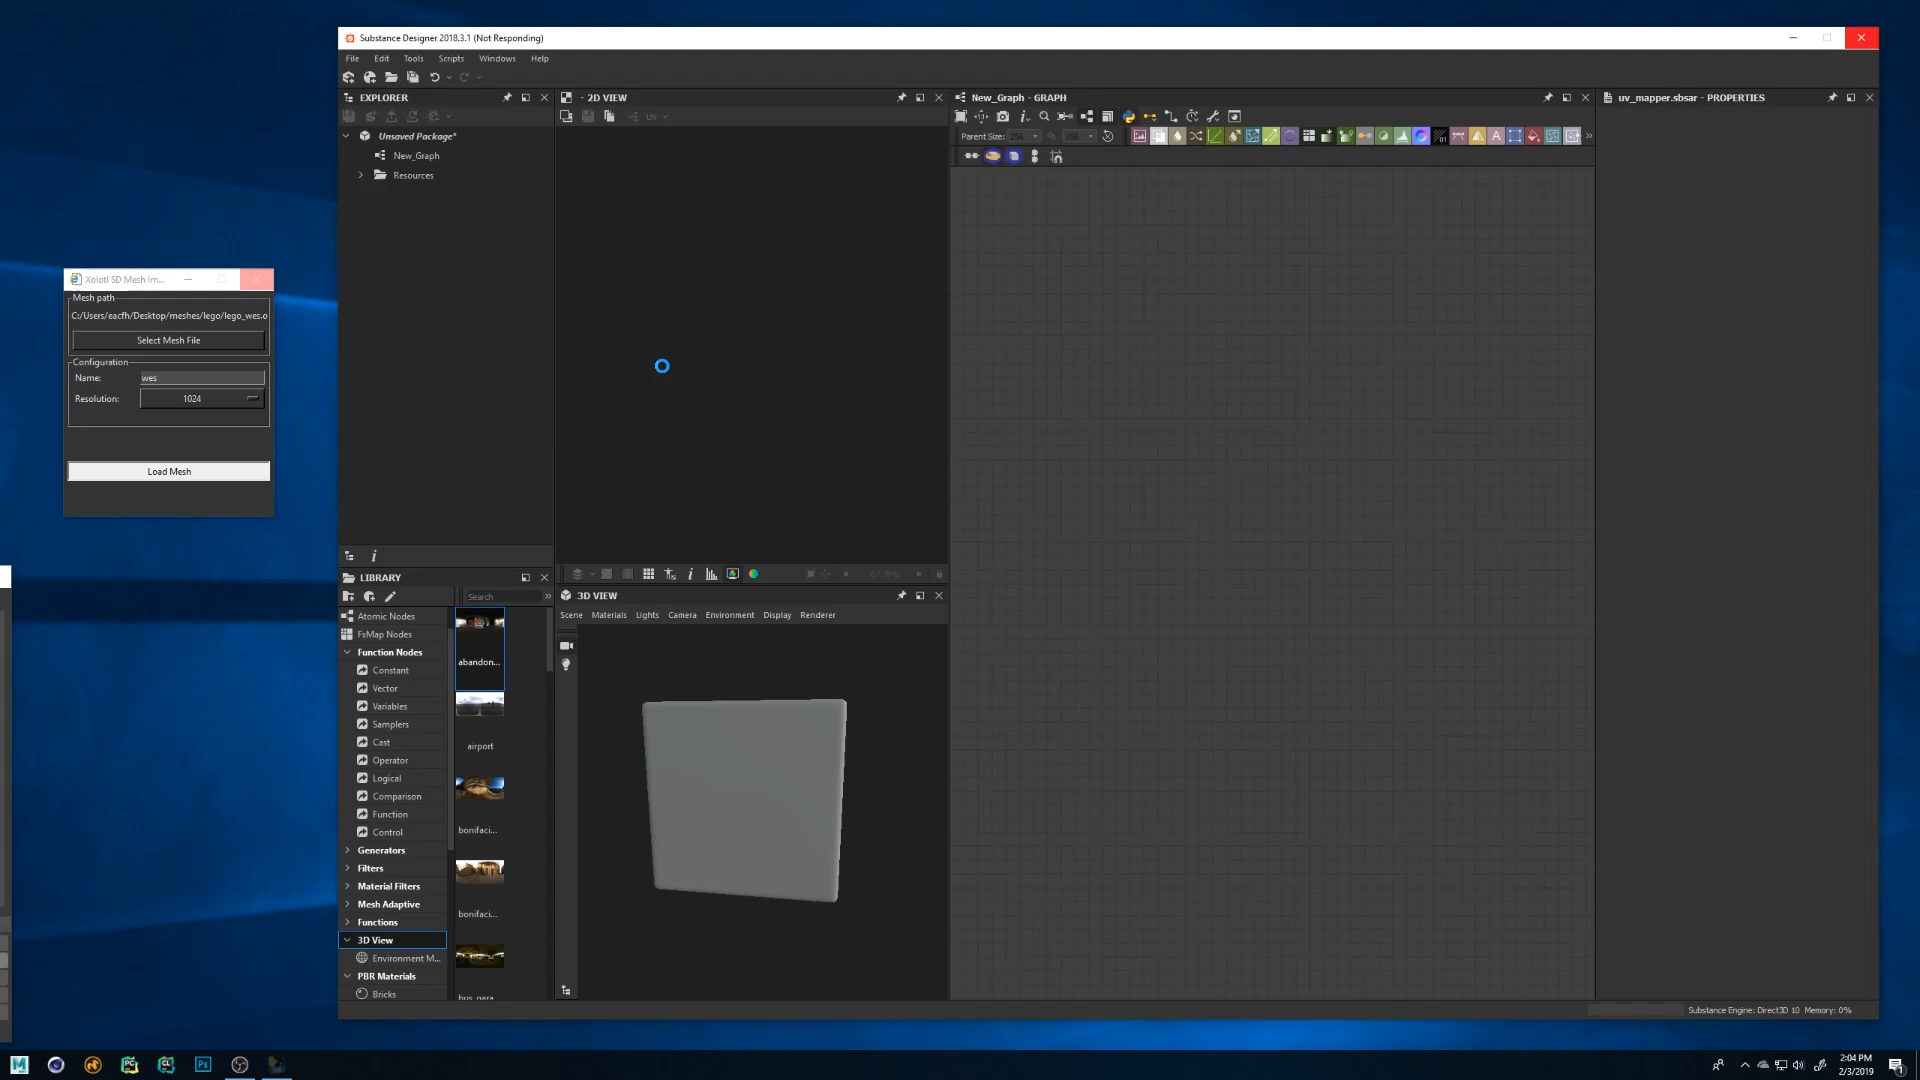 Substance Designer 2018.3.1 (Not Responding)
File Edit Tools Scripts Windows Help
EXPLORER
Unsaved Package*
New_Graph
Resources
- 2D VIEW
UV
New_Graph - GRAPH
Parent Size: 256 256
uv_mapper.sbsar - PROPERTIES
Xolotl SD Mesh Im...
Mesh path
C:/Users/eacfh/Desktop/meshes/lego/lego_wes.o
Select Mesh File
Configuration
Name: wes
Resolution: 1024
Load Mesh
LIBRARY
Search
Atomic Nodes
FxMap Nodes
Function Nodes
Constant
Vector
Variables
Samplers
Cast
Operator
Logical
Comparison
Function
Control
Generators
Filters
Material Filters
Mesh Adaptive
Functions
3D View
Environment M...
PBR Materials
Bricks
abandon...
airport
bonifaci...
bonifaci...
bus_gara
3D VIEW
Scene Materials Lights Camera Environment Display Renderer
Substance Engine: Direct3D 10 Memory: 0%
2:04 PM
2/3/2019